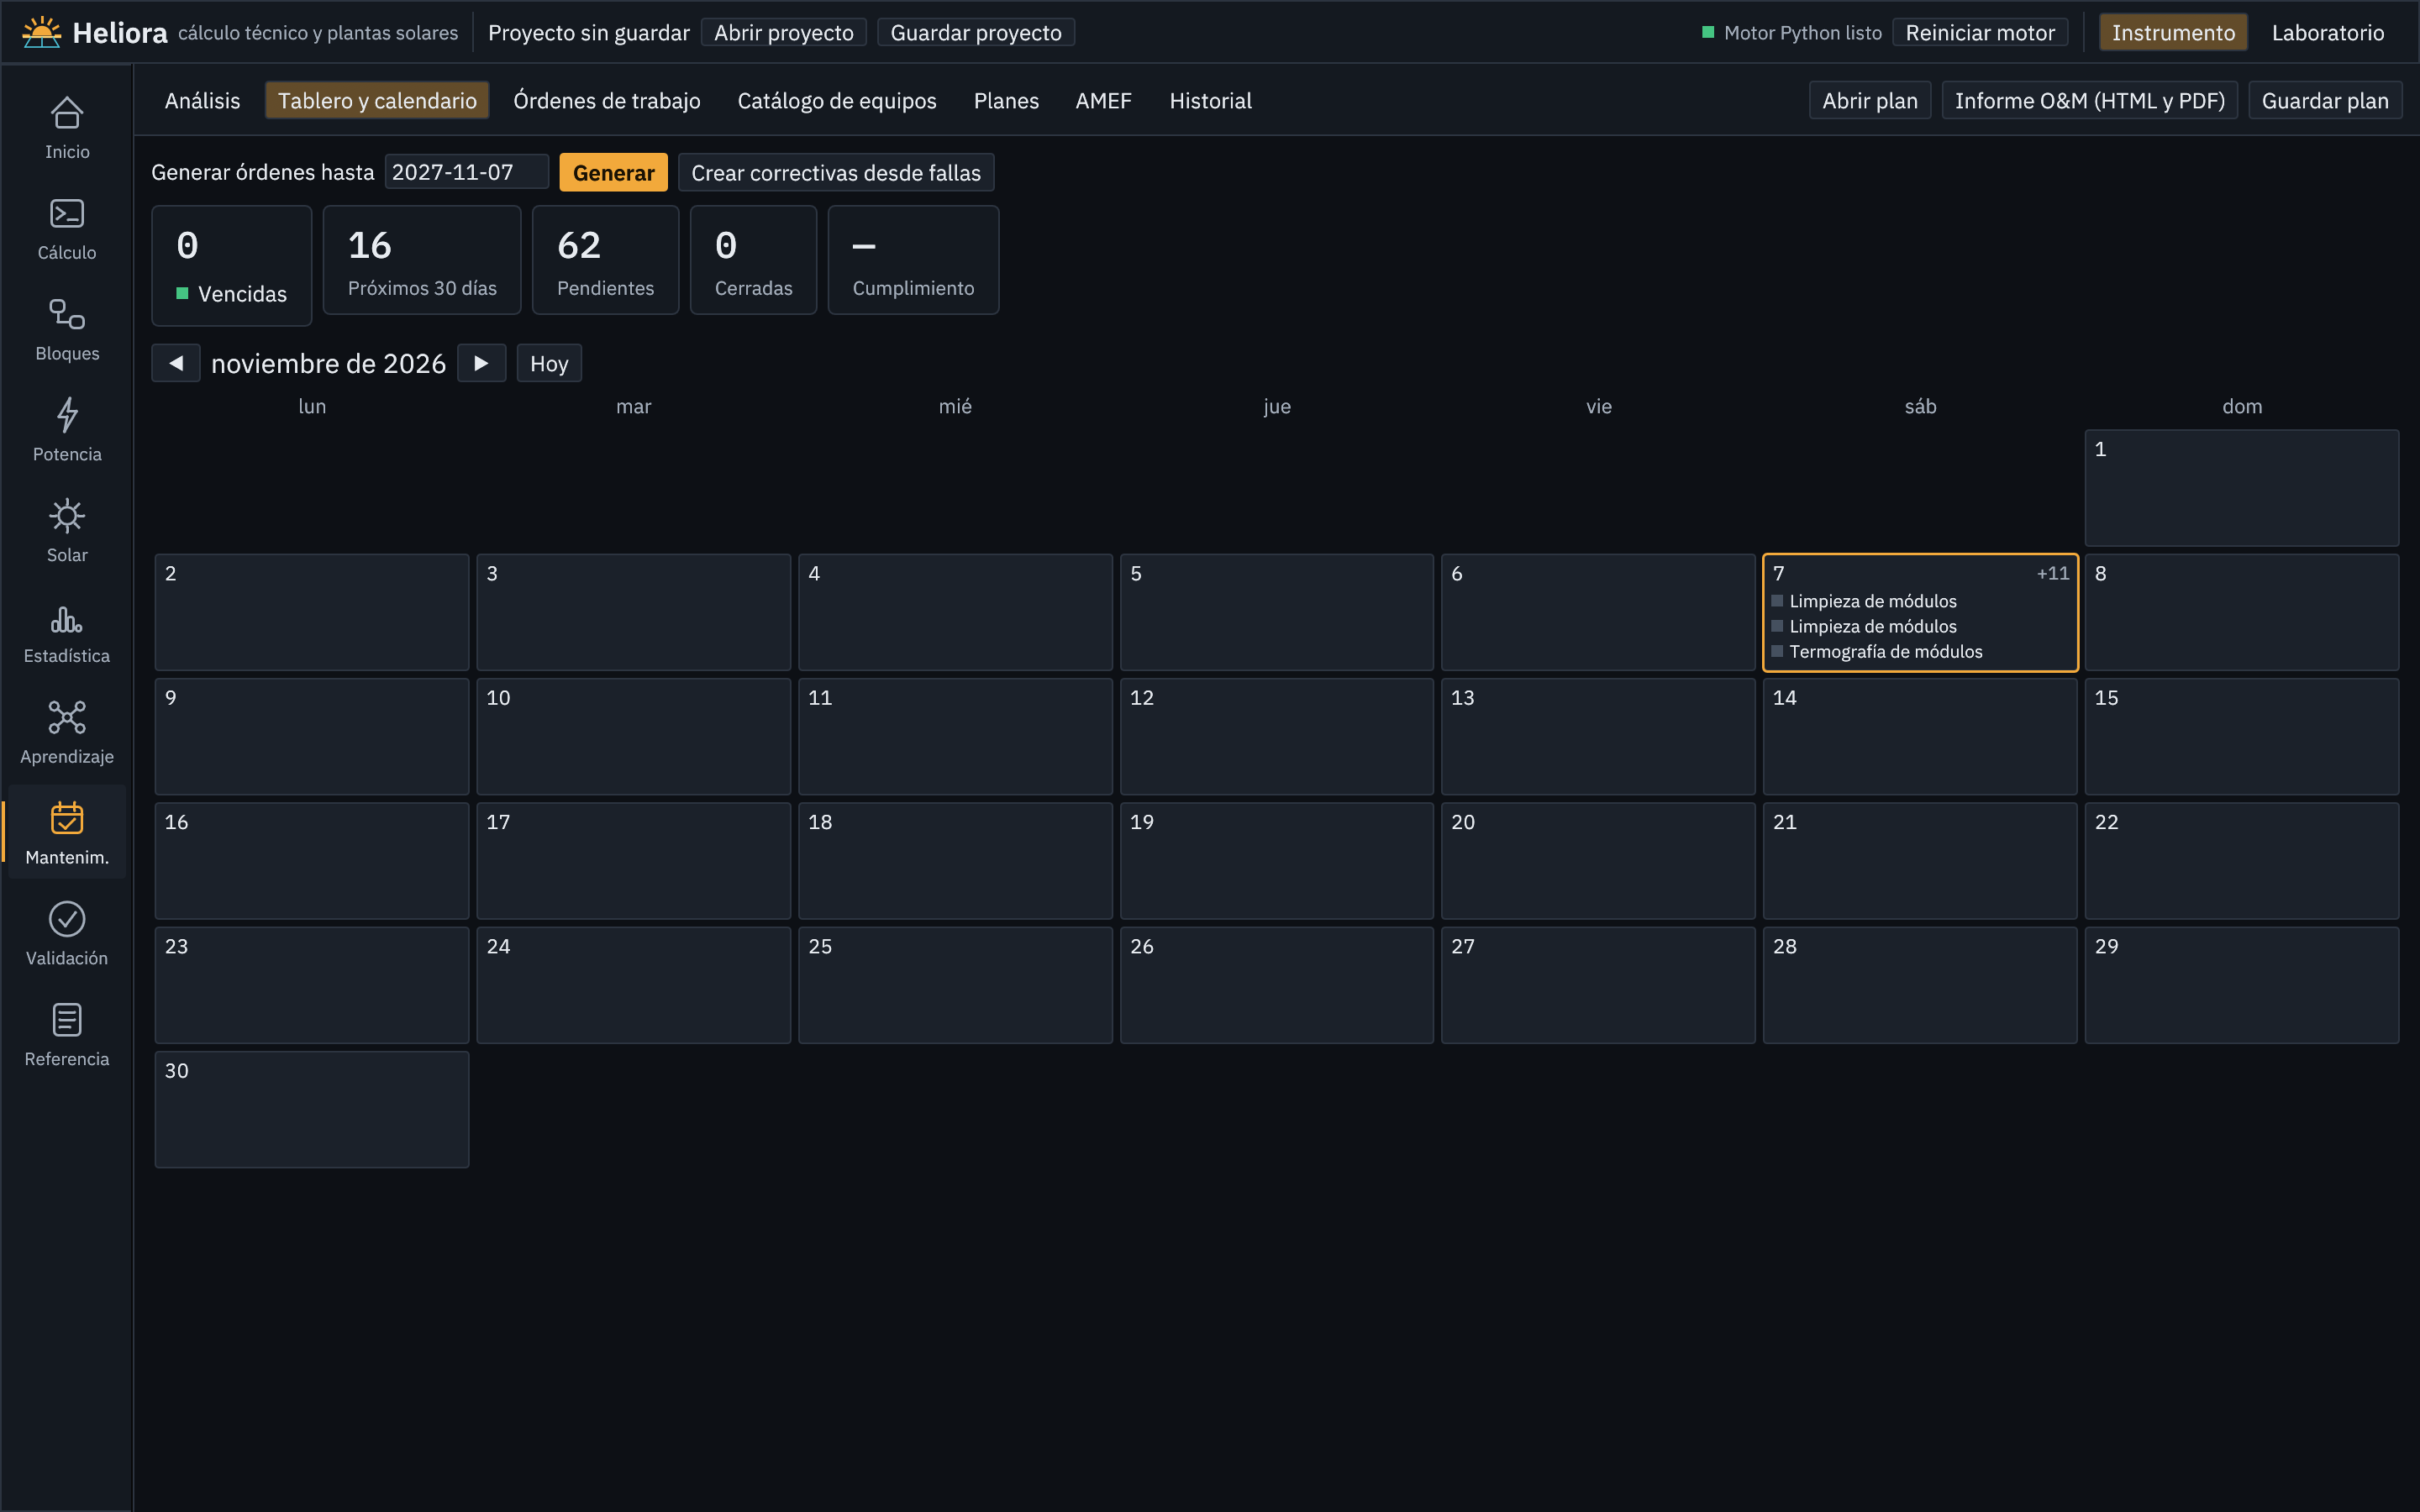 Heliora cálculo técnico y plantas solares Proyecto sin guardar Abrir proyecto Guardar proyecto Motor Python listo Reiniciar motor Instrumento Laboratorio
Análisis Tablero y calendario Órdenes de trabajo Catálogo de equipos Planes AMEF Historial Abrir plan Informe O&M (HTML y PDF) Guardar plan
Inicio
Cálculo
Bloques
Potencia
Solar
Estadística
Aprendizaje
Mantenim.
Validación
Referencia
Generar órdenes hasta 2027-11-07 Generar Crear correctivas desde fallas
0 16 62 0 —
Vencidas Próximos 30 días Pendientes Cerradas Cumplimiento
◀ noviembre de 2026 ▶ Hoy
lun mar mié jue vie sáb dom
1
2 3 4 5 6 7 +11 8
Limpieza de módulos
Limpieza de módulos
Termografía de módulos
9 10 11 12 13 14 15
16 17 18 19 20 21 22
23 24 25 26 27 28 29
30